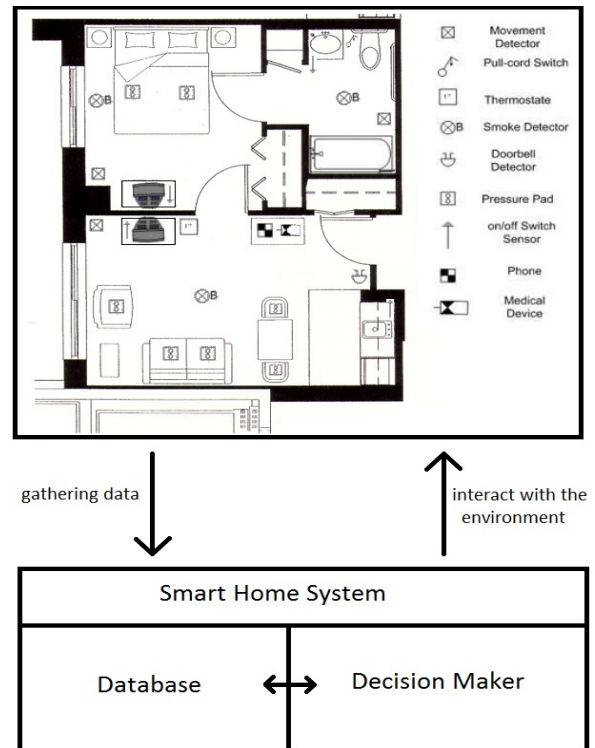 Movement
Detector
Pull-cord Switch
Thermostate
B Smoke Detector
Doorbell
Detector
Pressure Pad
on/off Switch
Sensor
Phone
Medical
Device
B
B
B
gathering data
interact with the
environment
Smart Home System
Database
Decision Maker